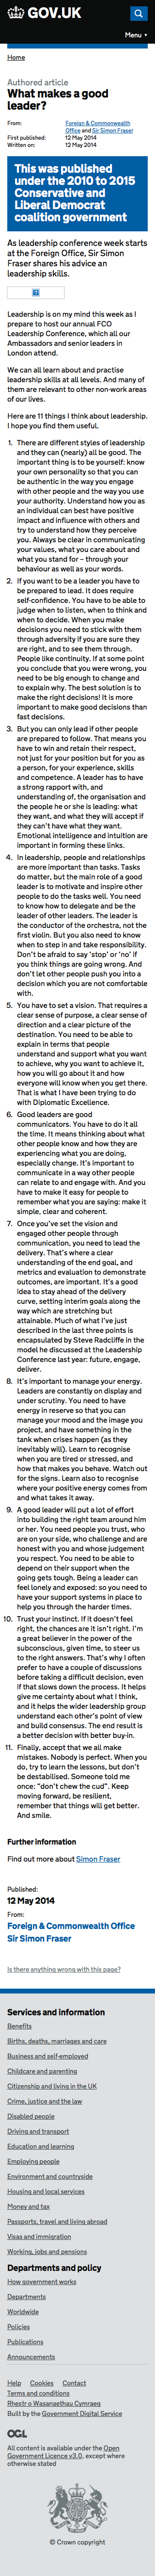 GOV.UK
Menu
Home
Authored article
What makes a good
leader?
From:
Foreign & Commonwealth
Office and Sir Simon Fraser
First published:
12 May 2014
Written on:
12 May 2014
This was published
under the 2010 to 2015
Conservative and
Liberal Democrat
coalition government
As leadership conference week starts
at the Foreign Office, Sir Simon
Fraser shares his advice on
leadership skills.
Leadership is on my mind this week as I
prepare to host our annual FCO
Leadership Conference, which all our
Ambassadors and senior leaders in
London attend.
We can all learn about and practise
leadership skills at all levels. And many of
them are relevant to other non-work areas
of our lives.
Here are 11 things I think about leadership.
I hope you find them useful.
1. There are different styles of leadership
and they can (nearly) all be good. The
important thing is to be yourself: know
your own personality so that you can
be authentic in the way you engage
with other people and the way you use
your authority. Understand how you as
an individual can best have positive
impact and influence with others and
try to understand how they perceive
you. Always be clear in communicating
your values, what you care about and
what you stand for – through your
behaviour as well as your words.
2. If you want to be a leader you have to
be prepared to lead. It does require
self-confidence. You have to be able to
judge when to listen, when to think and
when to decide. When you make
decisions you need to stick with them
through adversity if you are sure they
are right, and to see them through.
People like continuity. If at some point
you conclude that you were wrong, you
need to be big enough to change and
to explain why. The best solution is to
make the right decisions! It is more
important to make good decisions than
fast decisions.
3. But you can only lead if other people
are prepared to follow. That means you
have to win and retain their respect,
not just for your position but for you as
a person, for your experience, skills
and competence. A leader has to have
a strong rapport with, and
understanding of, the organisation and
the people he or she is leading: what
makes them tick and why they will
accept you and what will affect if
they can't have what they want.
Emotional intelligence and intuition are
important in forming these links.
4. In leadership, people and relationships
are more important than tasks. Tasks
do matter, but the main role of a good
leader is to motivate and inspire other
people to do the tasks well. You need
to know how to delegate and be the
leader of the leaders. The leader is the
conductor of the orchestra, not the
first violin. But you also need to know
when to step in and take responsibility.
Don't be afraid to say 'stop' or 'no' if
you think things are going wrong. And
don't let other people push you into a
decision which you are not comfortable
with.
5. You have to set a vision. That requires a
clear sense of purpose, a clear sense of
direction and a clear picture of the
destination. You need to be able to
explain in terms that people
understand and support what you want
to achieve, why you want to achieve it,
how you will go about it and how
everyone will know when you get there.
That is what I have been trying to do
with Diplomatic Excellence.
6. Good leaders are good
communicators. You have to do it all
the time. It means thinking about what
other people know and how they are
experiencing what you are doing,
especially change. It's important to
communicate in a way other people
can relate to and engage with. And you
have to make it easy for people to
remember what you are saying: make it
simple, clear and coherent.
7. Once you've set the vision and
engaged other people through
communication, you need to lead the
delivery. That's where a clear
understanding of the end goal, and
metrics and evaluation to demonstrate
outcomes, are important. It's a good
idea to stay ahead of the delivery
curve, setting interim goals along the
way which are stretching but
attainable. Much of what I've just
described in the last three points is
encapsulated by Steve Radcliffe in the
model he discussed at the Leadership
Conference last year: future, engage,
deliver.
8. It's important to manage your energy.
Leaders are constantly on display and
under scrutiny. You need to have
energy in reserve so that you can
manage your mood and the mood you
project, and have something in the
tank when crises happen (as they
inevitably will). Learn to recognise
when you are tired or stressed, and
how that makes you behave. Watch out
for the signs. Learn also to recognise
where your positive energy comes from
and what takes it away.
9. A good leader will put a lot of effort
into building the right team around him
or her. You need people you trust, who
are on your side, who challenge and are
honest with you and whose judgement
you respect. You need to be able to
depend on their support when the
going gets tough. Being a leader can
feel lonely and exposed: so you need to
have your support systems in place to
help you through the harder times.
10. Trust your instinct. If it doesn't feel
right, the chances are it isn't right. I'm
a great believer in the power of the
subconscious, given time, to steer us
to the right answers. That's why I often
prefer to have a couple of discussions
before taking a difficult decision, even
if that slows down the process. It helps
give me certainty about what I think,
and it helps the wider leadership group
understand each other's point of view
and build consensus. The end result is
often a better decision with better buy-in.
11. Finally, accept that we all make
mistakes. Nobody is perfect. When you
do, try to learn the lessons, but don't
be destabilised. Someone told me
once: "don't chew the cud". Keep
moving forward, be resilient,
remember things will get better.
And smile.
Further information
Find out more about Simon Fraser
Published:
12 May 2014
From:
Foreign & Commonwealth Office
Sir Simon Fraser
Is there anything wrong with this page?
Services and information
Benefits
Births, deaths, marriages and care
Business and self-employed
Childcare and parenting
Citizenship and living in the UK
Crime, justice and the law
Disabled people
Driving and transport
Education and learning
Employing people
Environment and countryside
Housing and local services
Money and tax
Passports, travel and living abroad
Visas and immigration
Working, jobs and pensions
Departments and policy
How government works
Departments
Worldwide
Policies
Publications
Announcements
Help Cookies Contact
Terms and conditions
Rhestr o Wasanaethau Cymraeg
Built by the Government Digital Service
OGL
All content is available under the Open
Government Licence v3.0, except where
otherwise stated
© Crown copyright